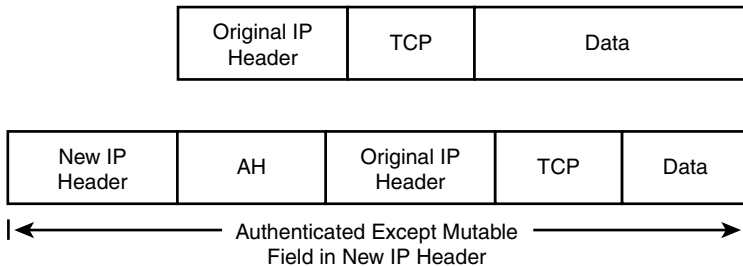 Original IP
Header
TCP
Data
New IP
Header
AH
Original IP
Header
TCP
Data
Authenticated Except Mutable
Field in New IP Header